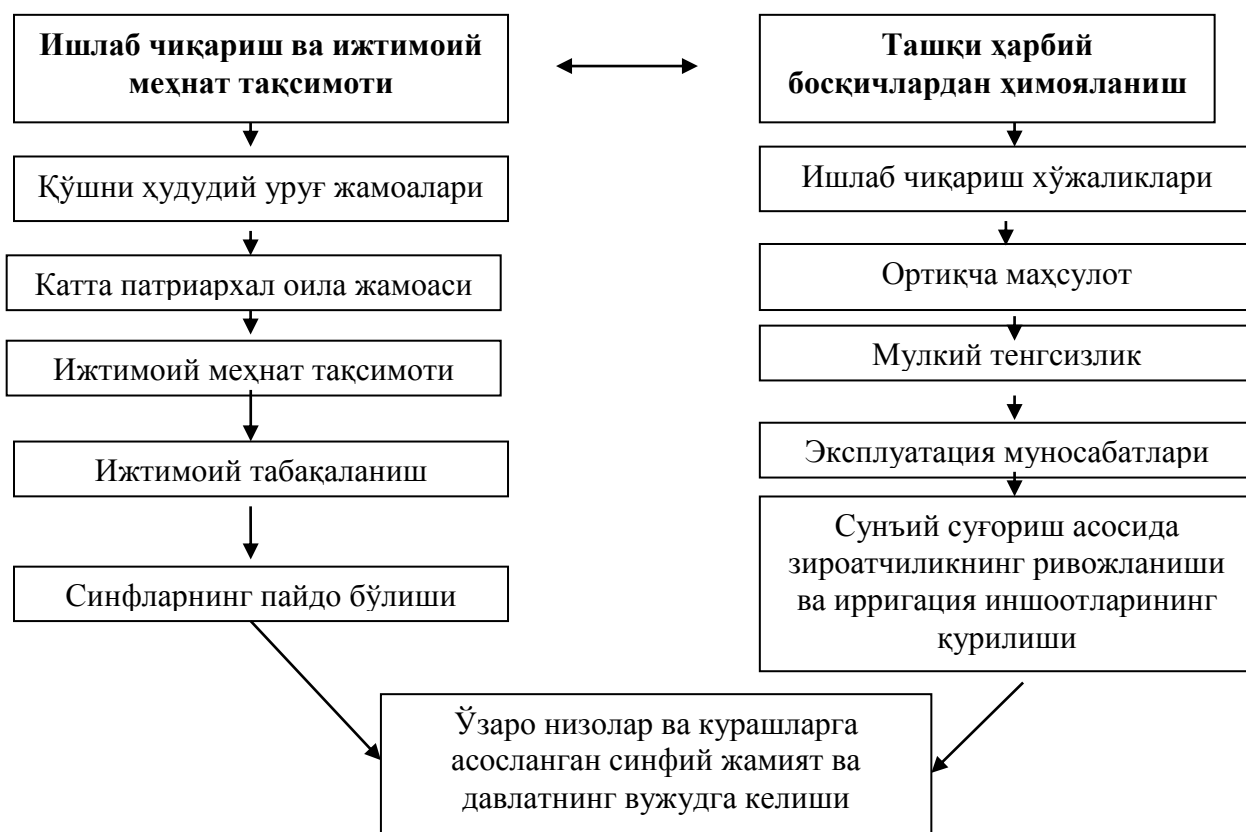 Ишлаб чиқариш ва ижтимоий
меҳнат тақсимоти
Қўшни ҳудудий уруғ жамоалари
Катта патриархал оила жамоаси
Ижтимоий меҳнат тақсимоти
Ижтимоий табақаланиш
Синфларнинг пайдо бўлиши
Ташқи ҳарбий
босқичлардан ҳимояланиш
Ишлаб чиқариш хўжаликлари
Ортиқча маҳсулот
Мулкий тенгсизлик
Эксплуатация муносабатлари
Сунъий суғориш асосида
зироатчиликнинг ривожланиши
ва ирригация иншоотларининг
қурилиши
Ўзаро низолар ва курашларга
асосланган синфий жамият ва
давлатнинг вужудга келиши